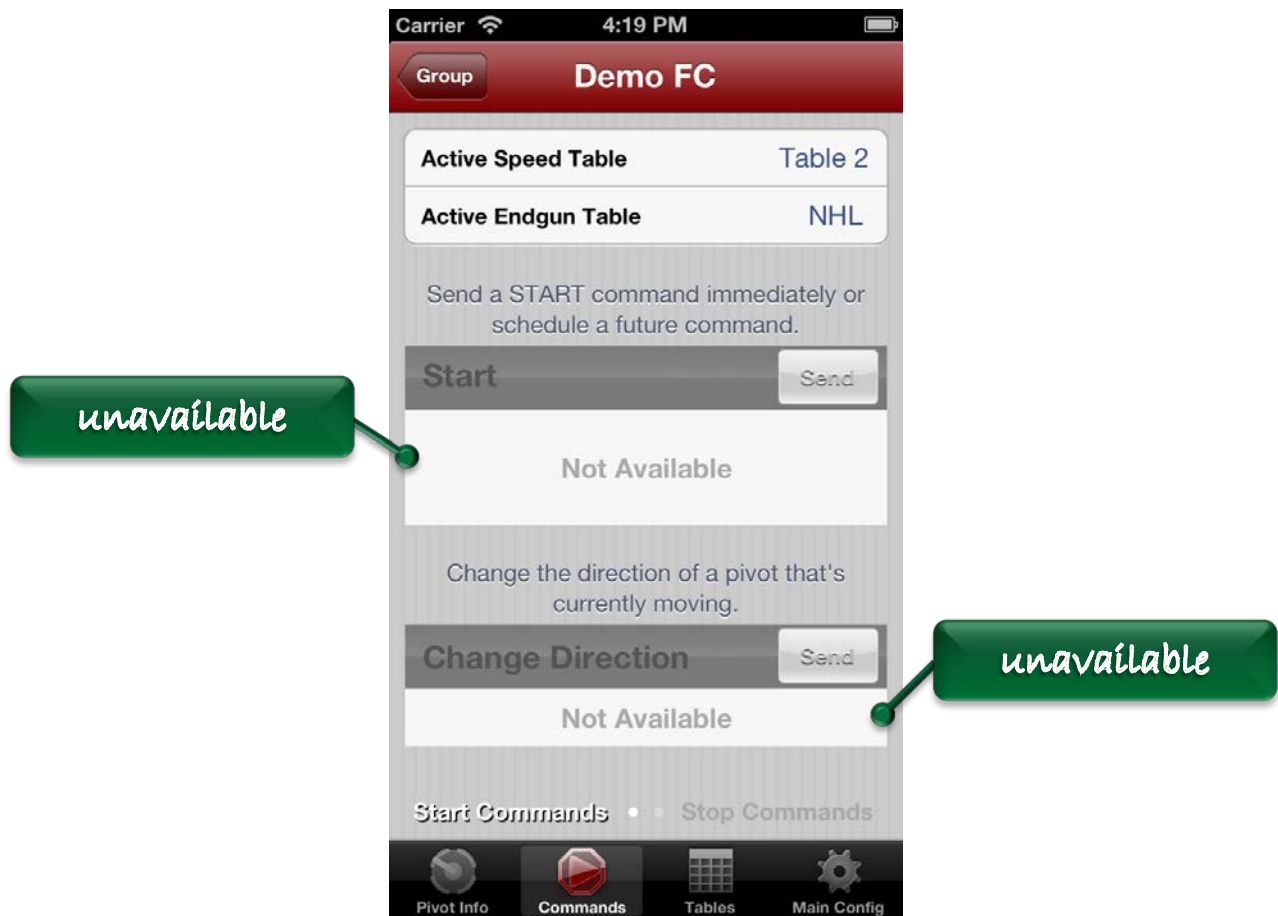 Carrier 4:19 PM
Group Demo FC
Active Speed Table Table 2
Active Endgun Table NHL
Send a START command immediately or
schedule a future command.
Start Send
unavailable
Not Available
Change the direction of a pivot that's
currently moving.
Change Direction Send
unavailable
Not Available
Start Commands Stop Commands
Pivot Info Commands Tables Main Config